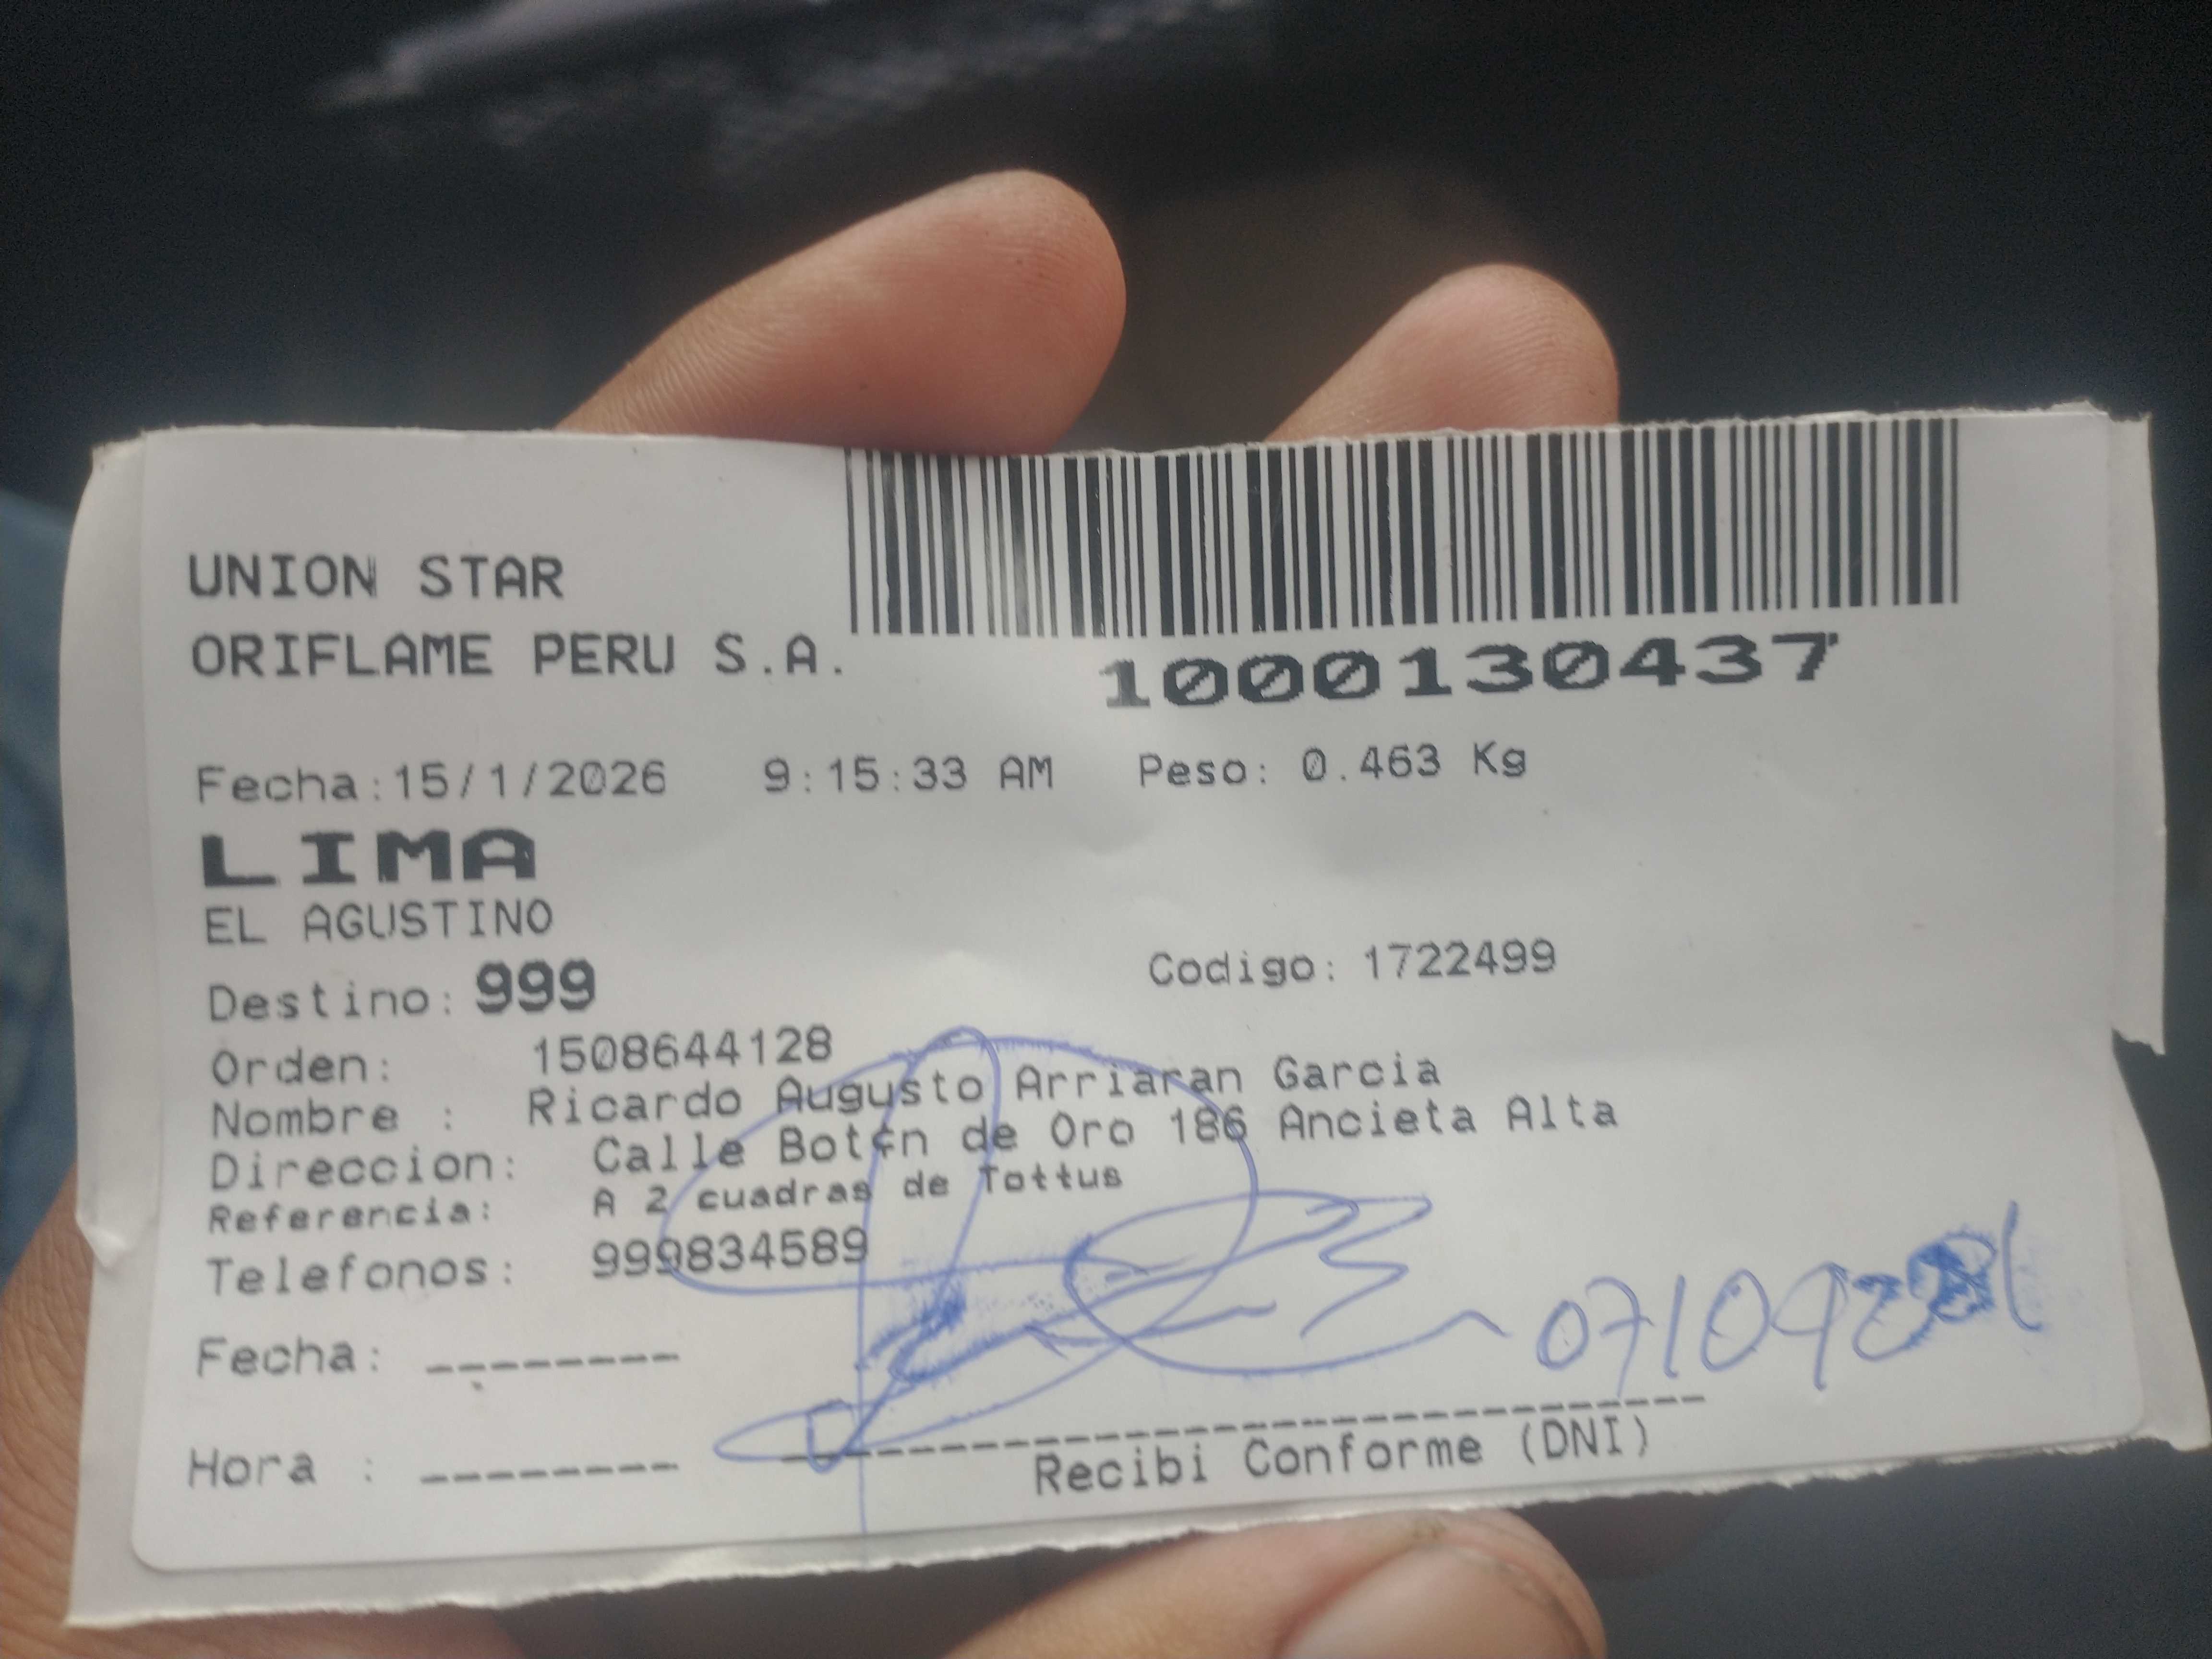 UNION STAR
ORIFLAME PERU S.A.
1000130437
Fecha:15/1/2026 9:15:33 AM Peso: 0.463 Kg
LIMA
EL AGUSTINO
Destino: 999 Codigo: 1722499
Orden: 1508644128
Nombre : Ricardo Augusto Arriaran Garcia
Direccion: Calle Bot¢n de Oro 186 Ancieta Alta
Referencia: A 2 cuadras de Tottus
Telefonos: 999834589
Fecha: --------
Hora : --------
Recibi Conforme (DNI)